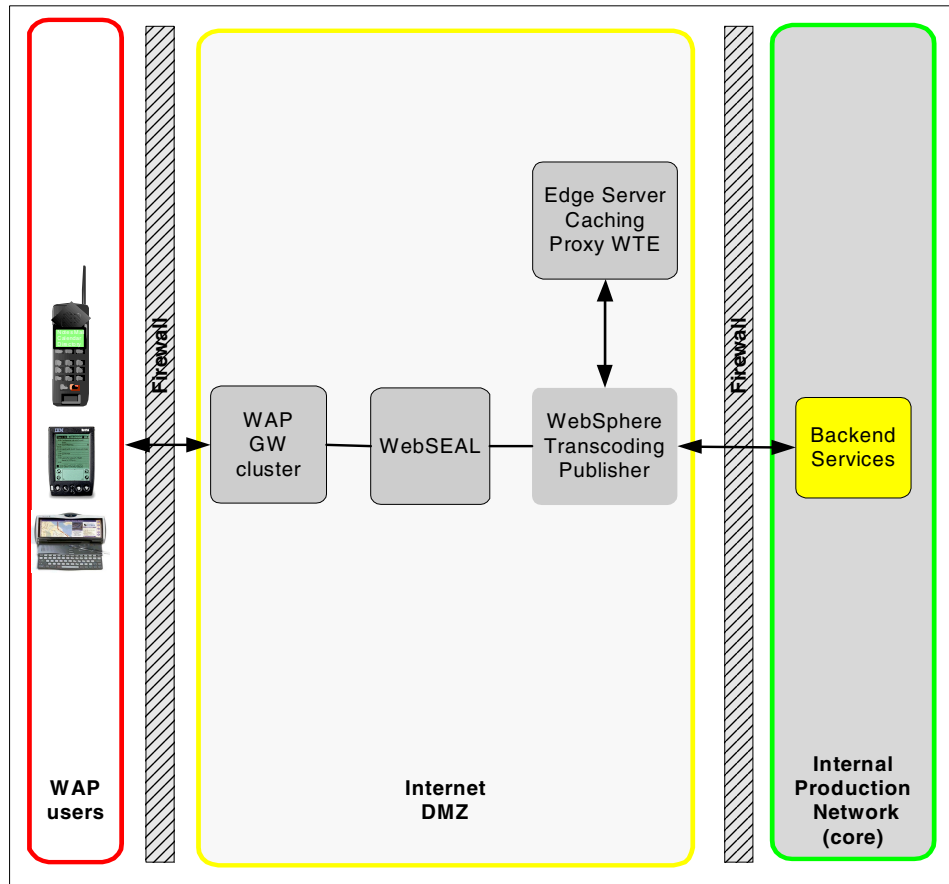 Edge Server
Caching
Proxy WTE
Firewall
Firewall
WAP
GW
cluster
WebSEAL
WebSphere
Transcoding
Publisher
Backend
Services
WAP
users
Internet
DMZ
Internal
Production
Network
(core)